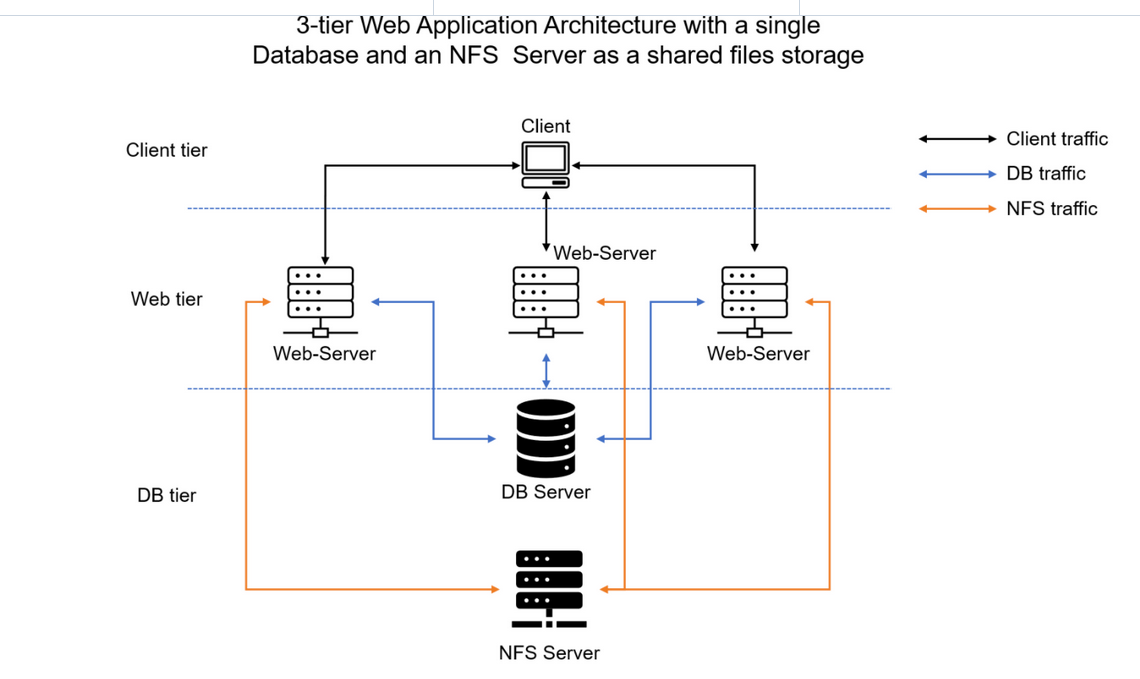 3-tier Web Application Architecture with a single
Database and an NFS Server as a shared files storage
Client
Client tier
Client traffic
DB traffic
NFS traffic
Web-Server
Web tier
Web-Server
Web-Server
DB Server
DB tier
NFS Server